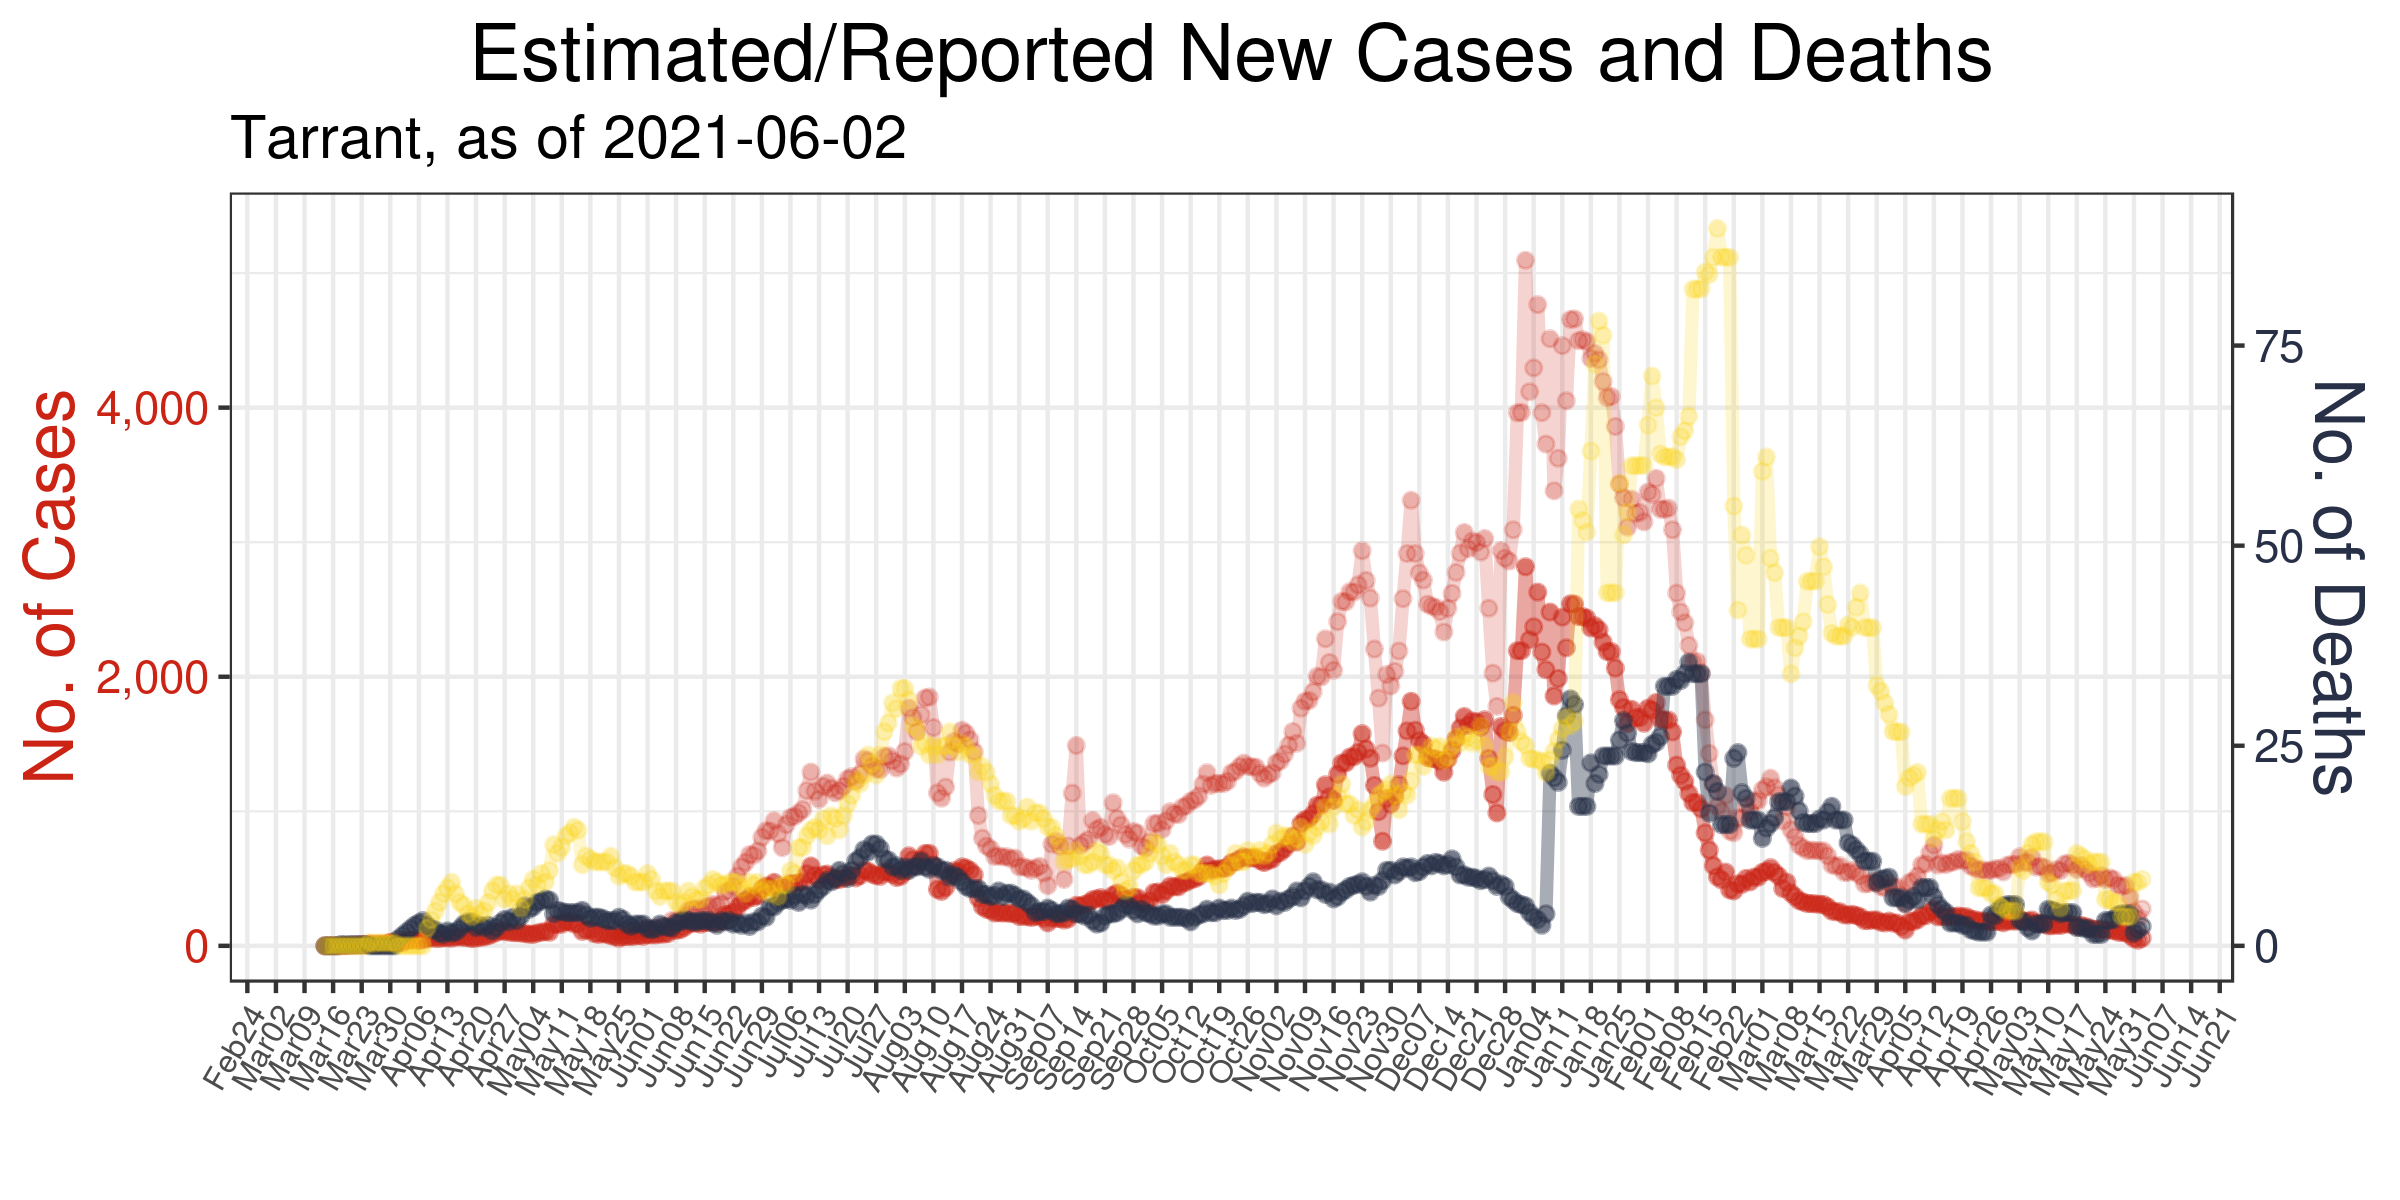 Estimated/Reported New Cases and Deaths
Tarrant, as of 2021-06-02
No. of Cases
4,000
2,000
0
75
50
25
0
No. of Deaths
Feb24
Mar02
Mar09
Mar16
Mar23
Mar30
Apr06
Apr13
Apr20
Apr27
May04
May11
May18
May25
Jun01
Jun08
Jun15
Jun22
Jun29
Jul06
Jul13
Jul20
Jul27
Aug03
Aug10
Aug17
Aug24
Aug31
Sep07
Sep14
Sep21
Sep28
Oct05
Oct12
Oct19
Oct26
Nov02
Nov09
Nov16
Nov23
Nov30
Dec07
Dec14
Dec21
Dec28
Jan04
Jan11
Jan18
Jan25
Feb01
Feb08
Feb15
Feb22
Mar01
Mar08
Mar15
Mar22
Mar29
Apr05
Apr12
Apr19
Apr26
May03
May10
May17
May24
May31
Jun07
Jun14
Jun21